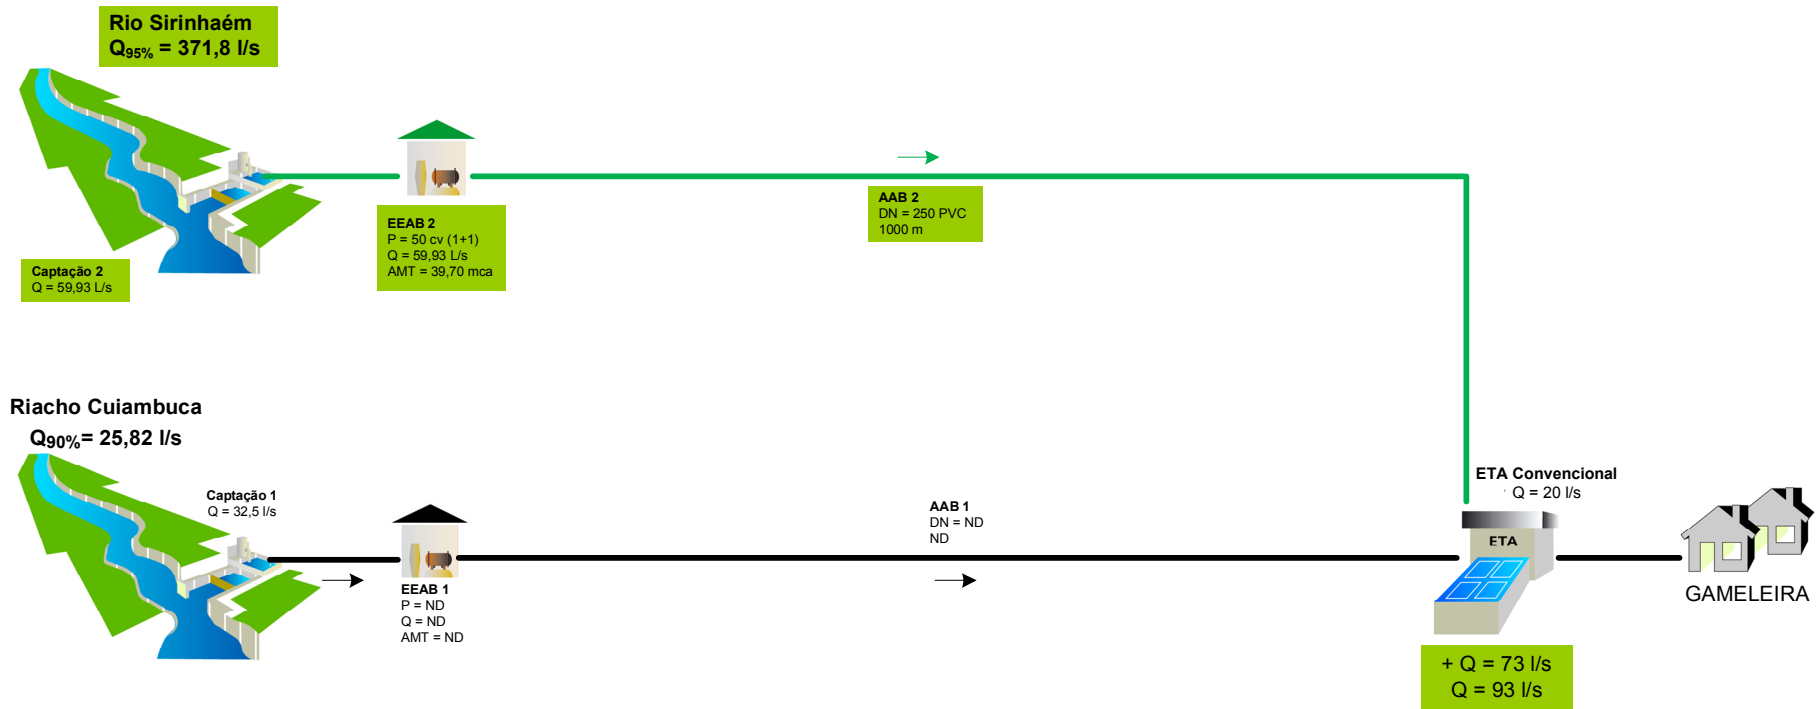 Rio Sirinhaém
Q95% = 371,8 l/s
Captação 2
Q = 59,93 L/s
EEAB 2
P = 50 cv (1+1)
Q = 59,93 L/s
AMT = 39,70 mca
AAB 2
DN = 250 PVC
1000 m
Riacho Cuiambuca
Q90%= 25,82 l/s
Captação 1
Q = 32,5 l/s
EEAB 1
P = ND
Q = ND
AMT = ND
AAB 1
DN = ND
ND
ETA Convencional
Q = 20 l/s
ETA
GAMELEIRA
+ Q = 73 l/s
Q = 93 l/s